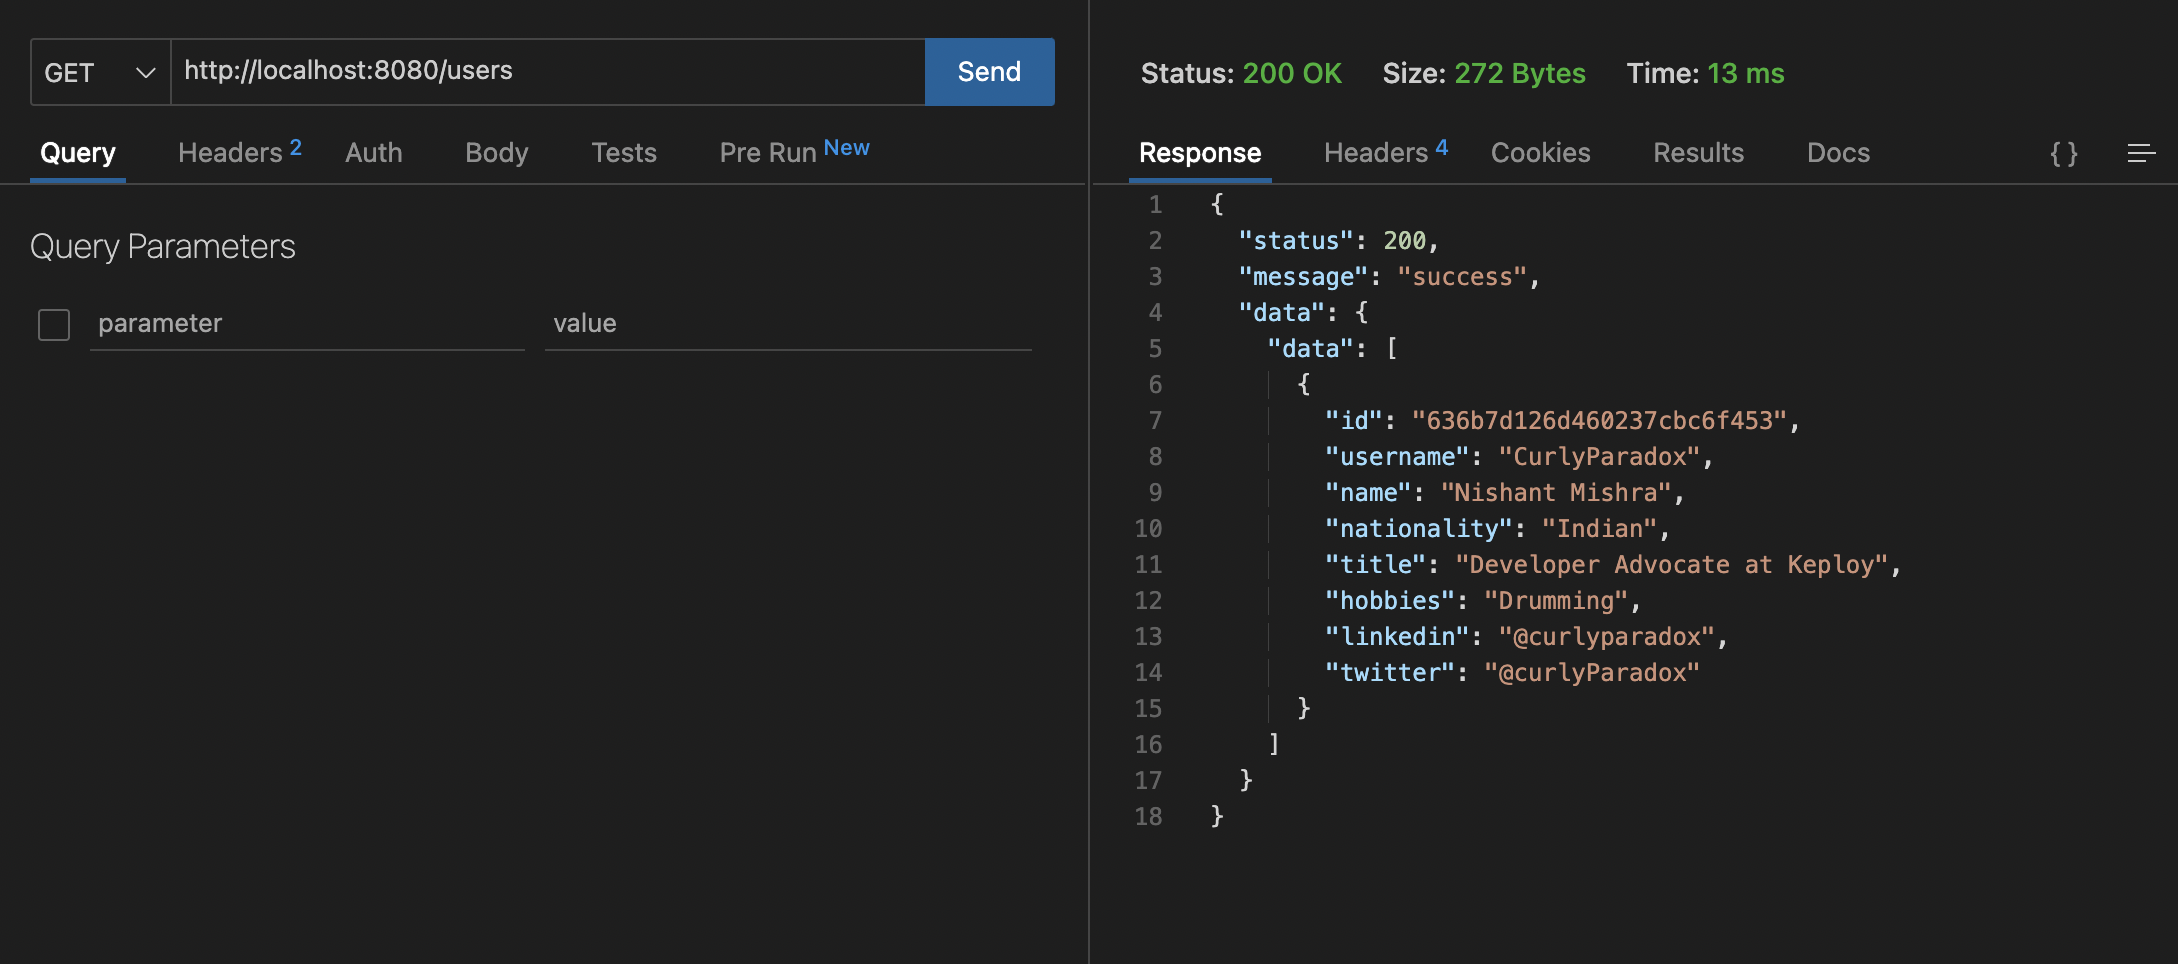 GET http://localhost:8080/users Send
Query Headers 2 Auth Body Tests Pre Run New
Query Parameters
parameter value
Status: 200 OK Size: 272 Bytes Time: 13 ms
Response Headers 4 Cookies Results Docs { }
1 {
2 "status": 200,
3 "message": "success",
4 "data": {
5 "data": [
6 {
7 "id": "636b7d126d460237cbc6f453",
8 "username": "CurlyParadox",
9 "name": "Nishant Mishra",
10 "nationality": "Indian",
11 "title": "Developer Advocate at Keploy",
12 "hobbies": "Drumming",
13 "linkedin": "@curlyparadox",
14 "twitter": "@curlyParadox"
15 }
16 ]
17 }
18 }